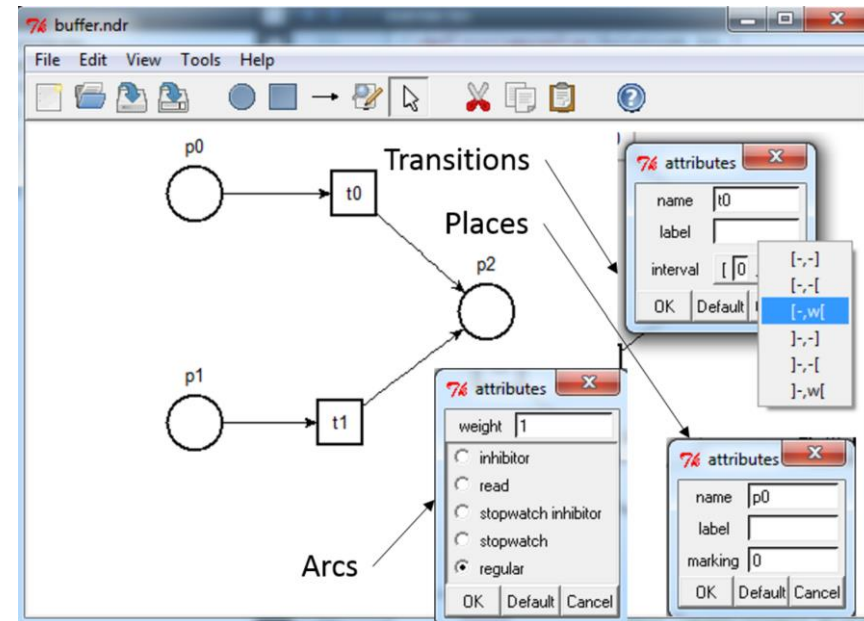 buffer.ndr
File Edit View Tools Help
p0
t0
Transitions
Places
p2
p1
t1
Arcs
attributes
name t0
label
interval [ 0
OK Default
[-,-]
[-,-[
[-,w[
]-,-]
]-,-[
]-,w[
attributes
weight 1
inhibitor
read
stopwatch inhibitor
stopwatch
regular
OK Default Cancel
attributes
name p0
label
marking 0
OK Default Cancel